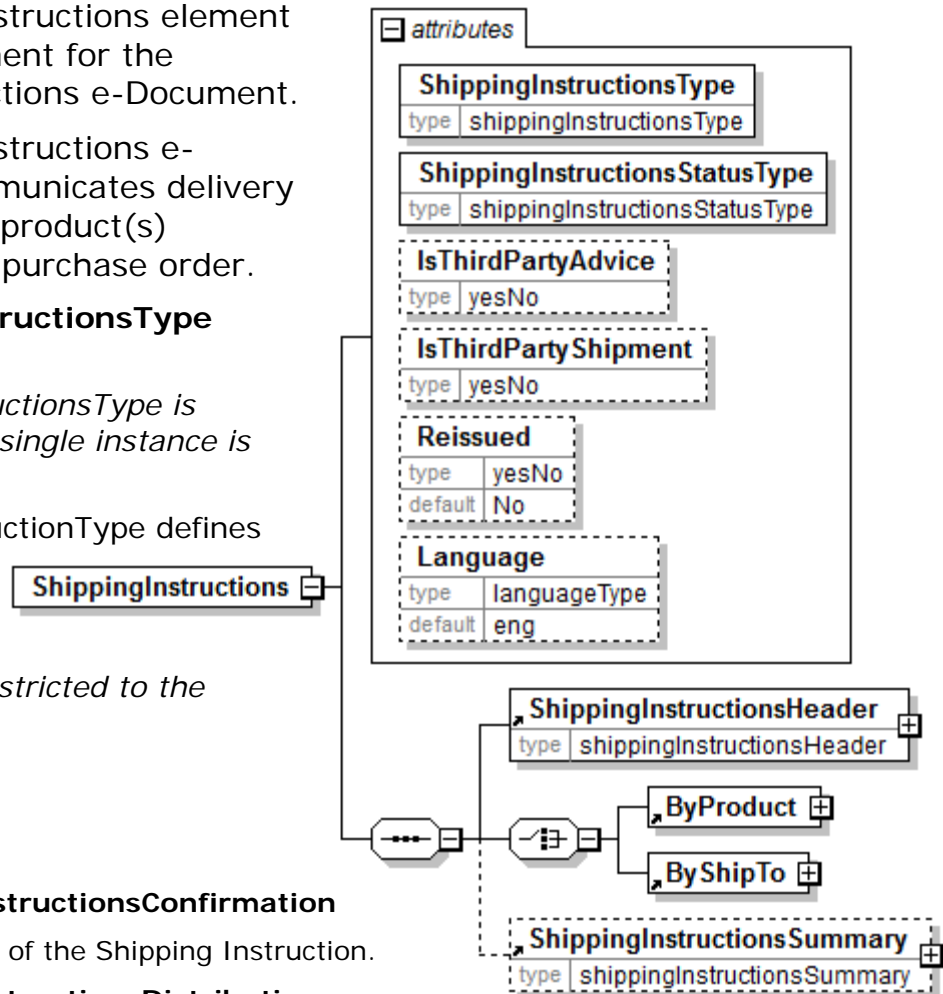 structions element
nent for the
ctions e-Document.
structions e-
municates delivery
product(s)
purchase order.
ructionsType
uctionsType is
single instance is
uctionType defines
stricted to the
structionsConfirmation
of the Shipping Instruction.
attributes
ShippingInstructionsType
type shippingInstructionsType
ShippingInstructionsStatusType
type shippingInstructionsStatusType
IsThirdPartyAdvice
type yesNo
IsThirdPartyShipment
type yesNo
Reissued
type yesNo
default No
Language
type languageType
default eng
ShippingInstructions
ShippingInstructionsHeader
type shippingInstructionsHeader
ByProduct
ByShipTo
ShippingInstructionsSummary
type shippingInstructionsSummary